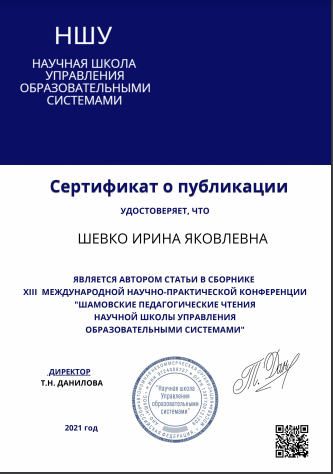 НШУ
НАУЧНАЯ ШКОЛА
УПРАВЛЕНИЯ
ОБРАЗОВАТЕЛЬНЫМИ
СИСТЕМАМИ
Сертификат о публикации
УДОСТОВЕРЯЕТ, ЧТО
ШЕВКО ИРИНА ЯКОВЛЕВНА
ЯВЛЯЕТСЯ АВТОРОМ СТАТЬИ В СБОРНИКЕ
XIII МЕЖДУНАРОДНОЙ НАУЧНО-ПРАКТИЧЕСКОЙ КОНФЕРЕНЦИИ
"ШАМОВСКИЕ ПЕДАГОГИЧЕСКИЕ ЧТЕНИЯ
НАУЧНОЙ ШКОЛЫ УПРАВЛЕНИЯ
ОБРАЗОВАТЕЛЬНЫМИ СИСТЕМАМИ"
ДИРЕКТОР
Т.Н. ДАНИЛОВА
"Научная школа
Управления
образовательными
системами"
2021 год